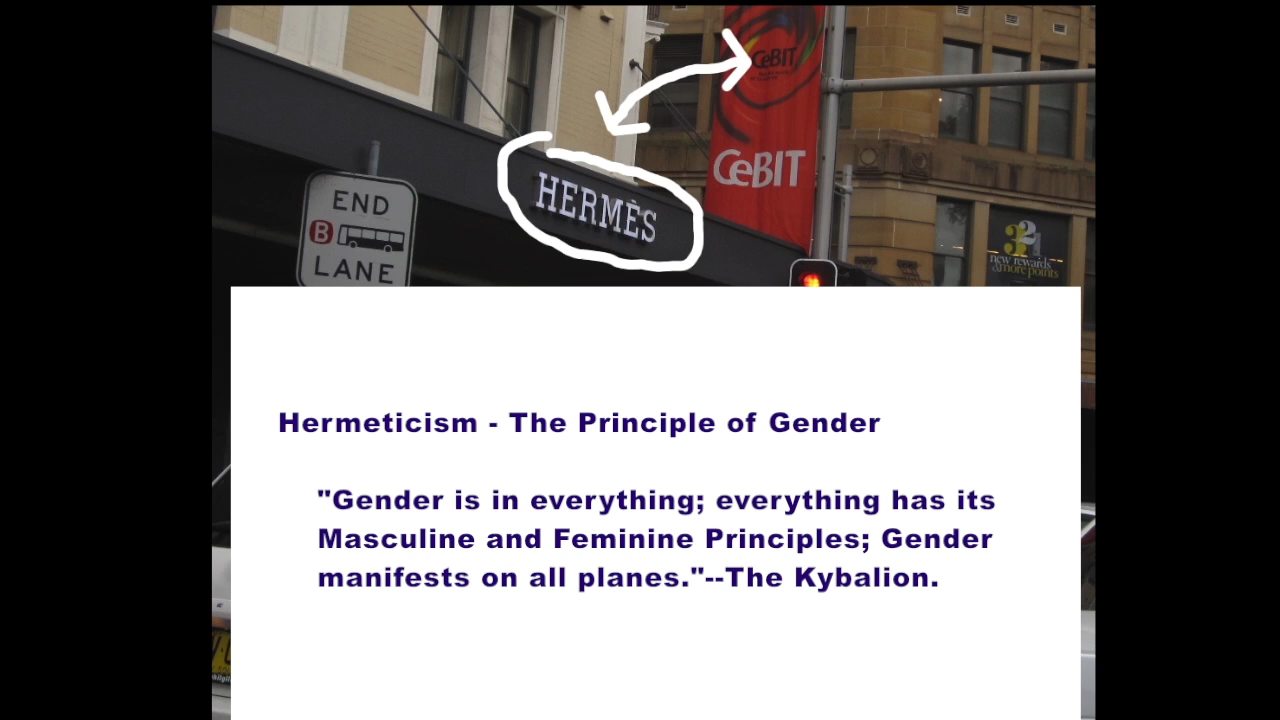 CeBIT
CeBIT
HERMÈS
END
B
LANE
321
new rewards
& more points
Hermeticism - The Principle of Gender
"Gender is in everything; everything has its
Masculine and Feminine Principles; Gender
manifests on all planes."--The Kybalion.